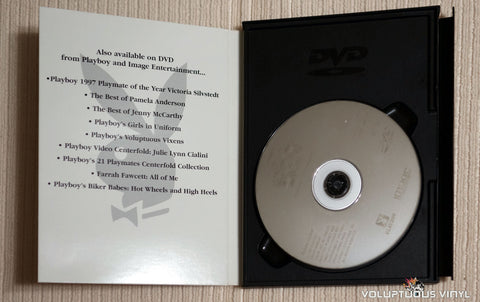 Also available on DVD
from Playboy and Image Entertainment...
•Playboy 1997 Playmate of the Year Victoria Silvstedt
• The Best of Pamela Anderson
• The Best of Jenny McCarthy
• Playboy's Girls in Uniform
• Playboy's Voluptuous Vixens
• Playboy Video Centerfold: Julie Lynn Cialini
• Playboy's 21 Playmates Centerfold Collection
• Farrah Fawcett: All of Me
• Playboy's Biker Babes: Hot Wheels and High Heels
DVD
VOLUPTUOUS VINYL